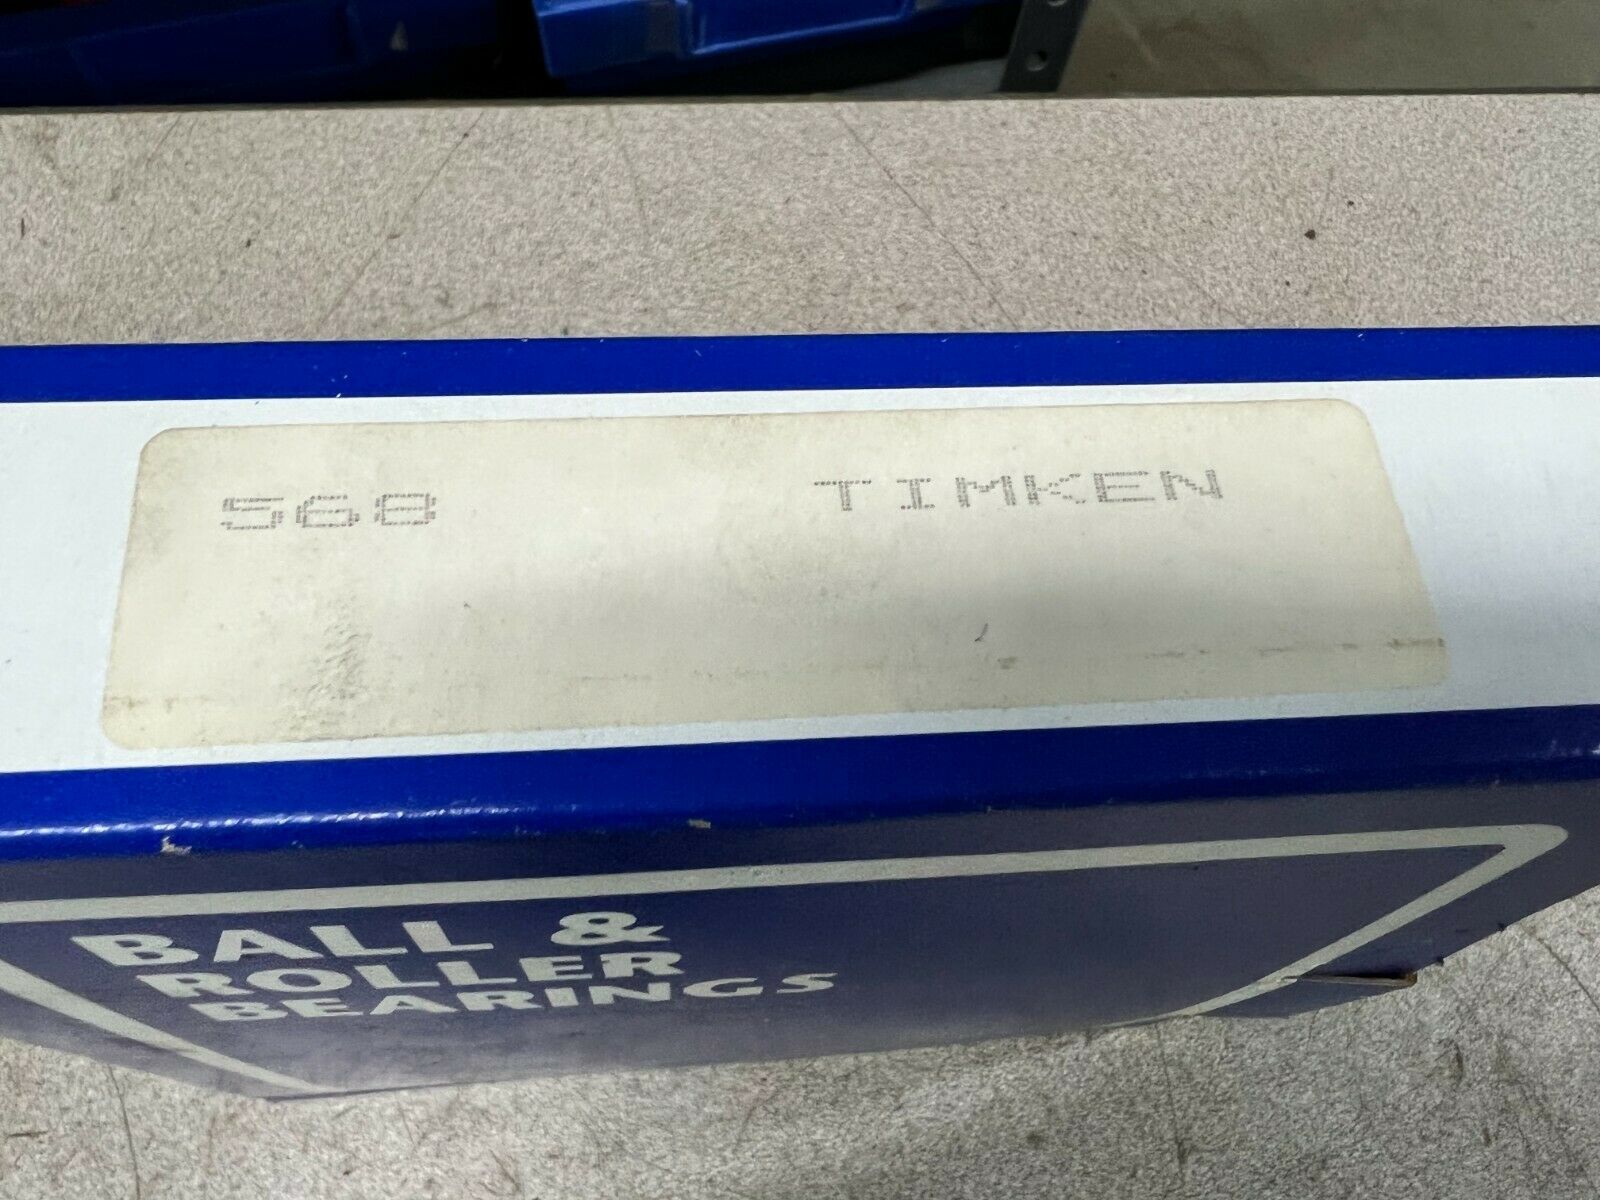 568 TIMKEN
BALL &
ROLLER
BEARINGS